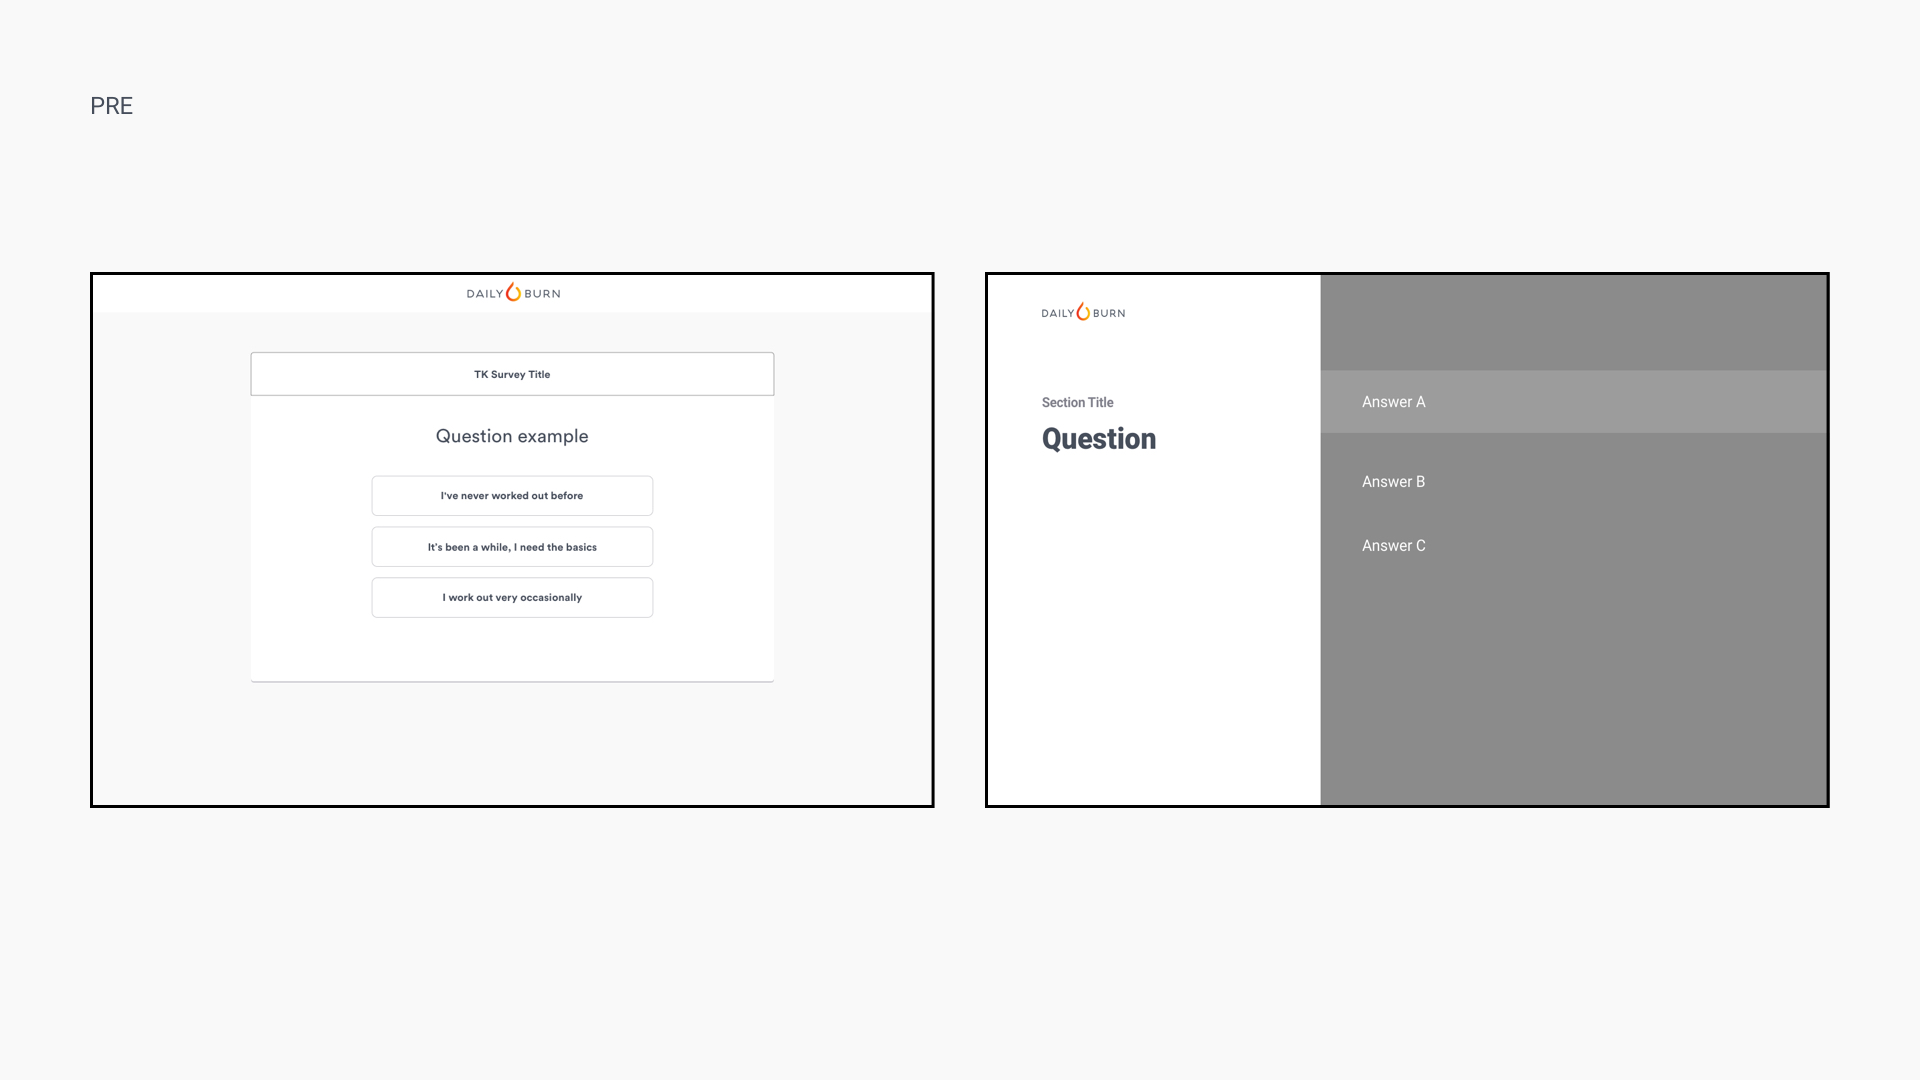 PRE
DAILY BURN
TK Survey Title
Question example
I've never worked out before
It's been a while, I need the basics
I work out very occasionally
DAILY BURN
Section Title
Question
Answer A
Answer B
Answer C